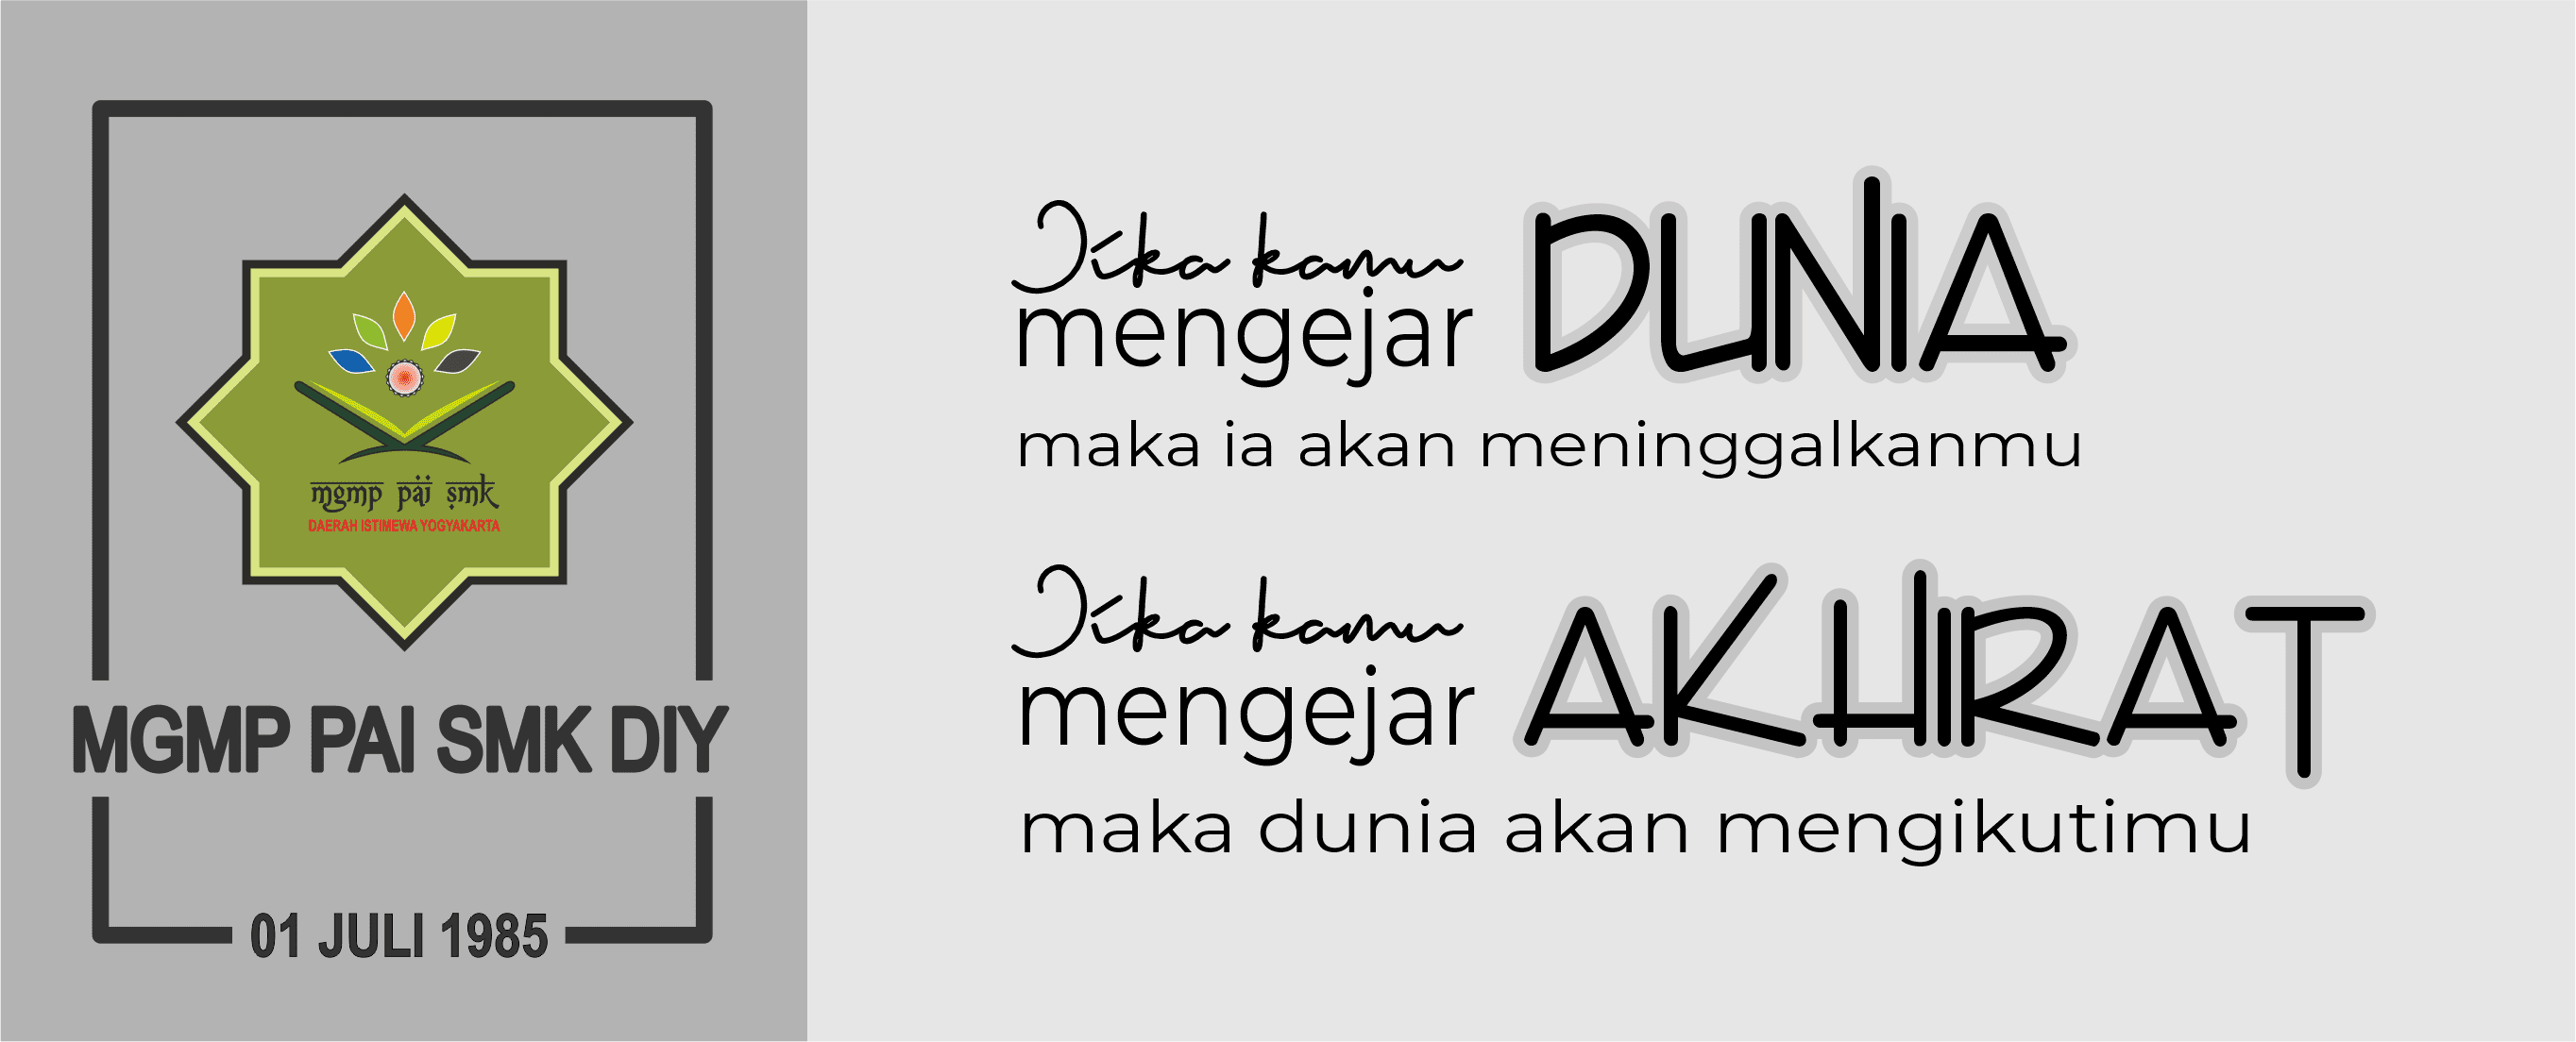 mgmp pai smk
DAERAH ISTIMEWA YOGYAKARTA
MGMP PAI SMK DIY
01 JULI 1985
Jika kamu
mengejar DUNIA
maka ia akan meninggalkanmu
Jika kamu
mengejar AKHIRAT
maka dunia akan mengikutimu